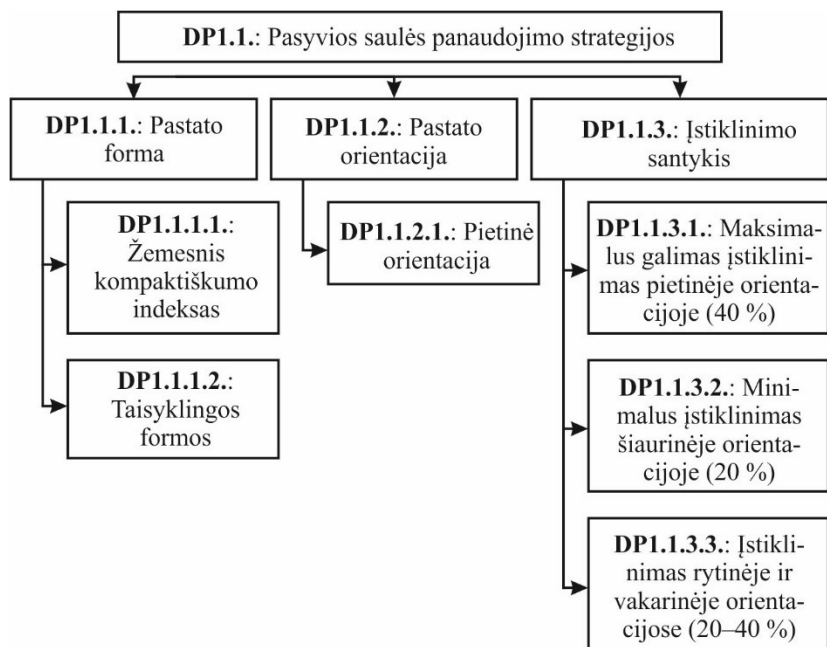 DP1.1.: Pasyvios saulės panaudojimo strategijos
DP1.1.1.: Pastato
forma
DP1.1.2.: Pastato
orientacija
DP1.1.3.: Įstiklinimo
santykis
DP1.1.1.1.:
Žemesnis
kompaktiškumo
indeksas
DP1.1.1.2.:
Taisyklingos
formos
DP1.1.2.1.: Pietinė
orientacija
DP1.1.3.1.: Maksima-
lus galimas įstiklini-
mas pietinėje orienta-
cijoje (40 %)
DP1.1.3.2.: Mini-
malus įstiklinimas
šiaurinėje orienta-
cijoje (20 %)
DP1.1.3.3.: Įstikli-
nimas rytinėje ir
vakarinėje orienta-
cijose (20–40 %)